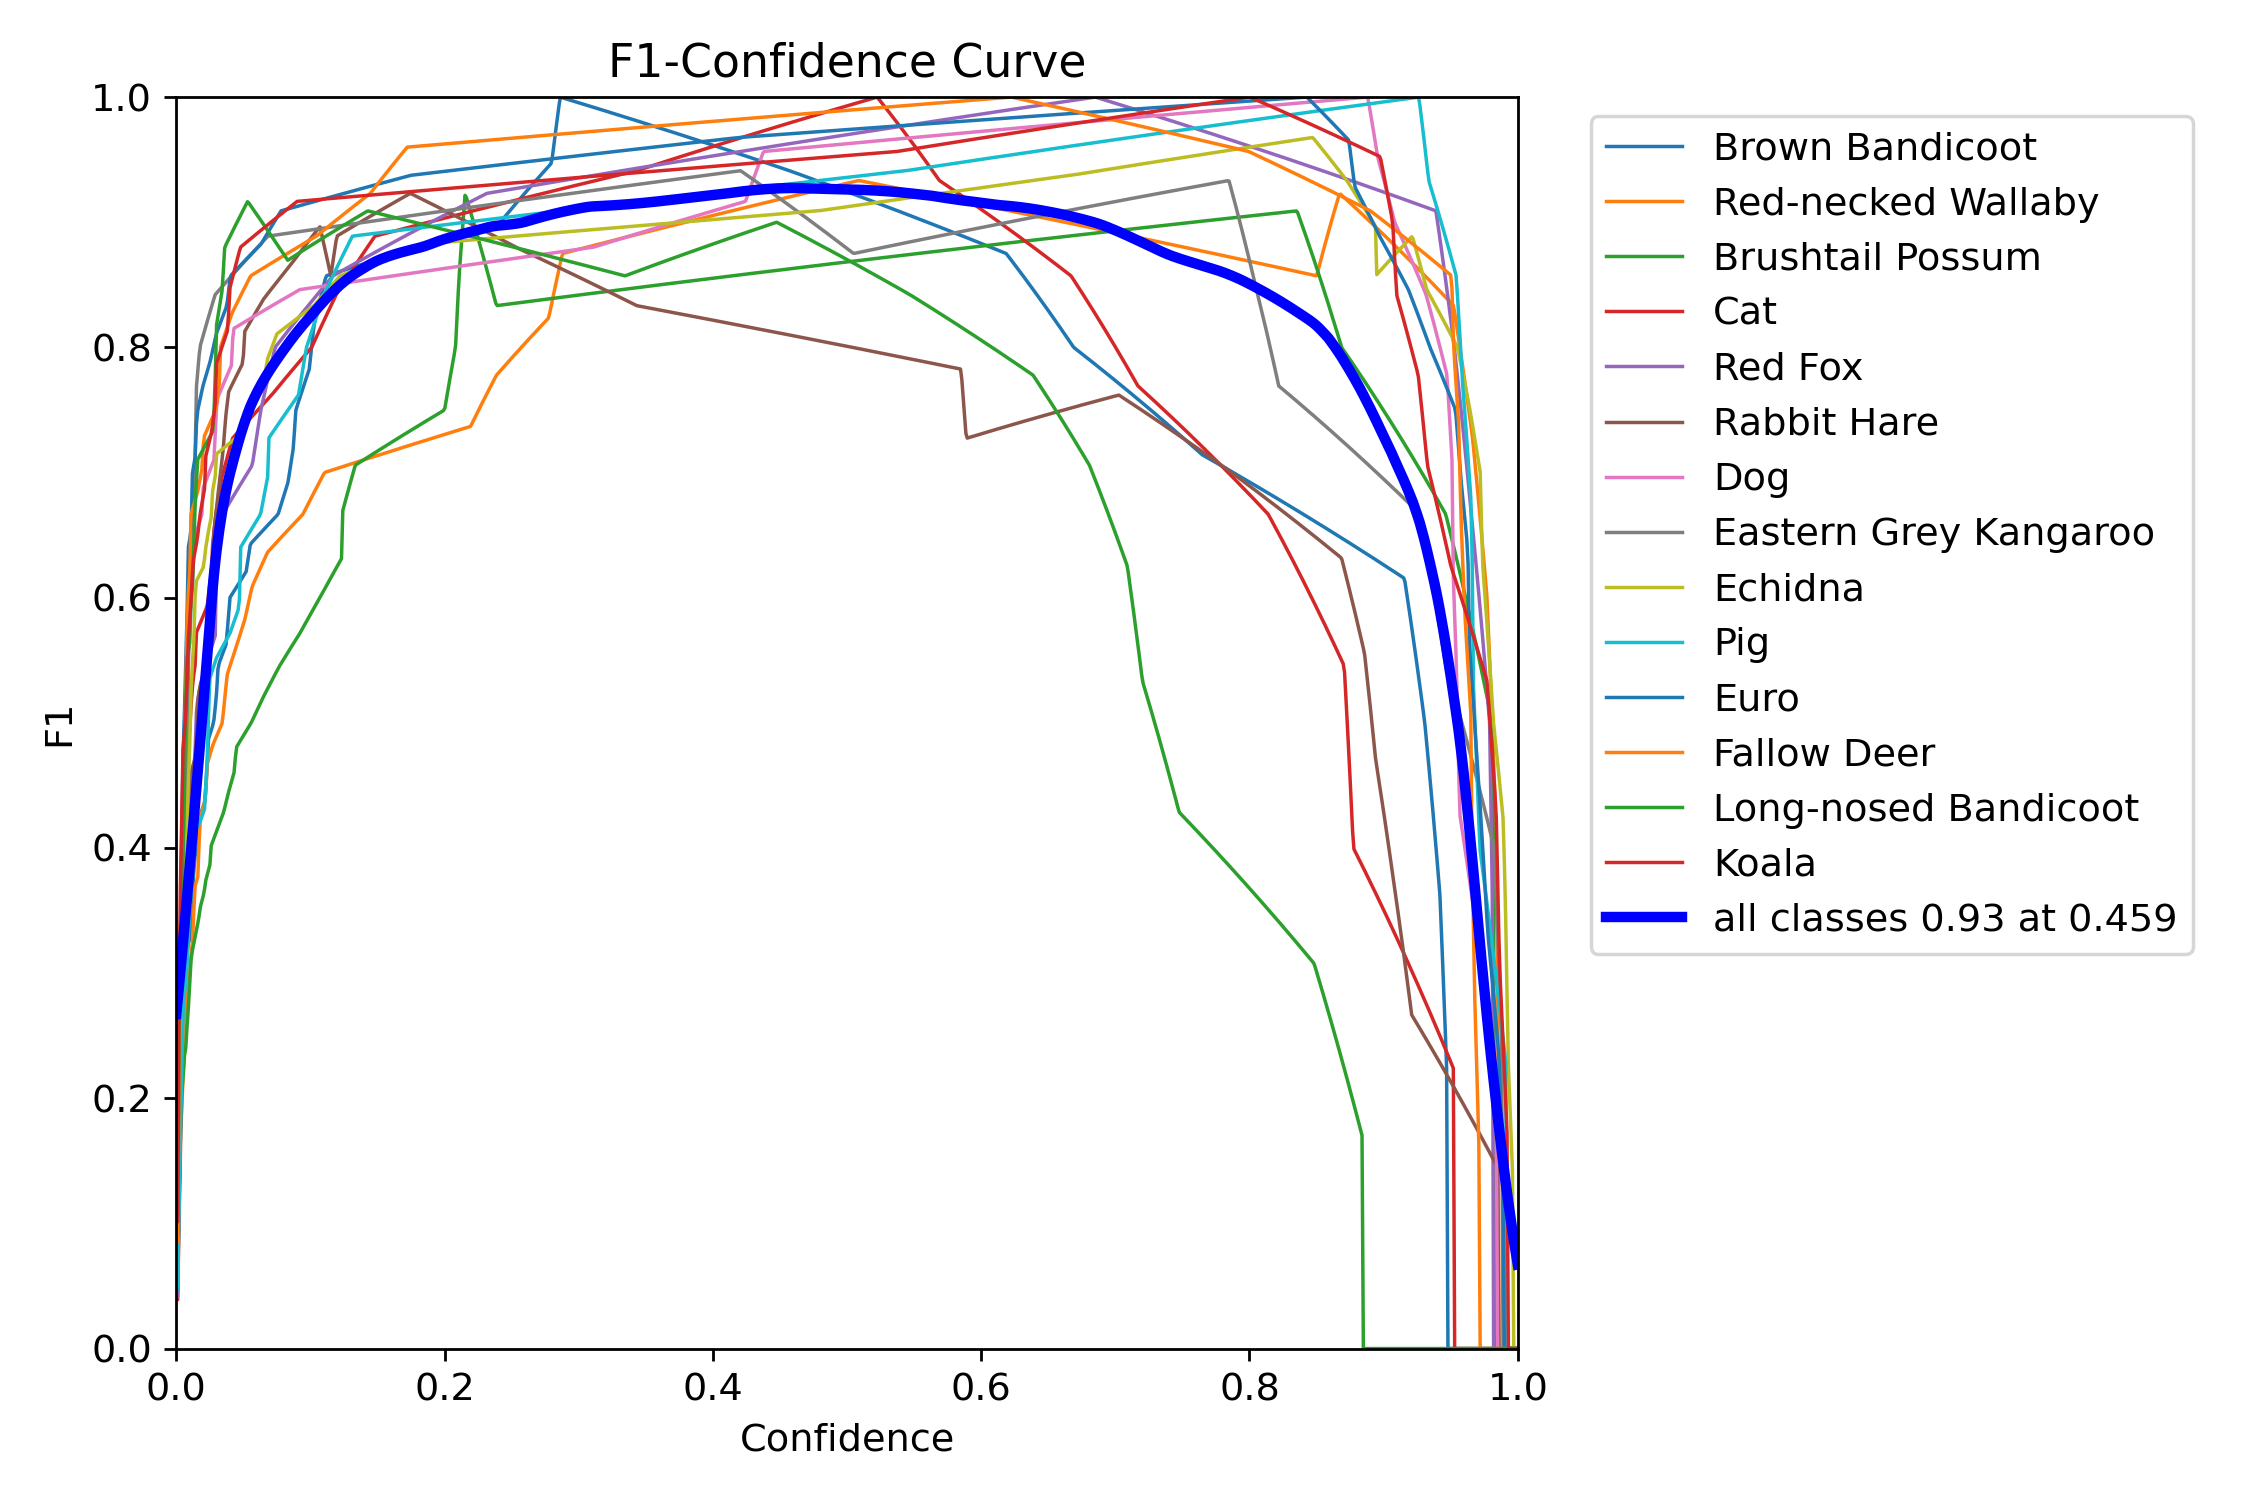 F1-Confidence Curve
1.0
0.8
0.6
0.4
0.2
0.0
F1
0.0 0.2 0.4 0.6 0.8 1.0
Confidence
Brown Bandicoot
Red-necked Wallaby
Brushtail Possum
Cat
Red Fox
Rabbit Hare
Dog
Eastern Grey Kangaroo
Echidna
Pig
Euro
Fallow Deer
Long-nosed Bandicoot
Koala
all classes 0.93 at 0.459